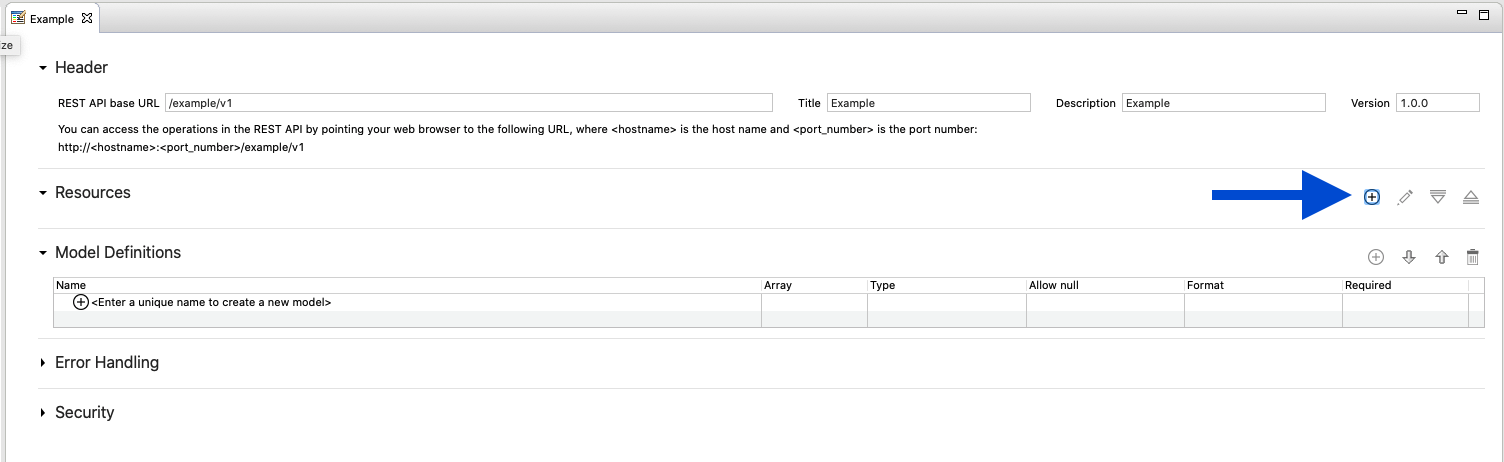 Example
ize
Header
REST API base URL /example/v1 Title Example Description Example Version 1.0.0
You can access the operations in the REST API by pointing your web browser to the following URL, where <hostname> is the host name and <port_number> is the port number:
http://<hostname>:<port_number>/example/v1
Resources
Model Definitions
Name Array Type Allow null Format Required
<Enter a unique name to create a new model>
Error Handling
Security